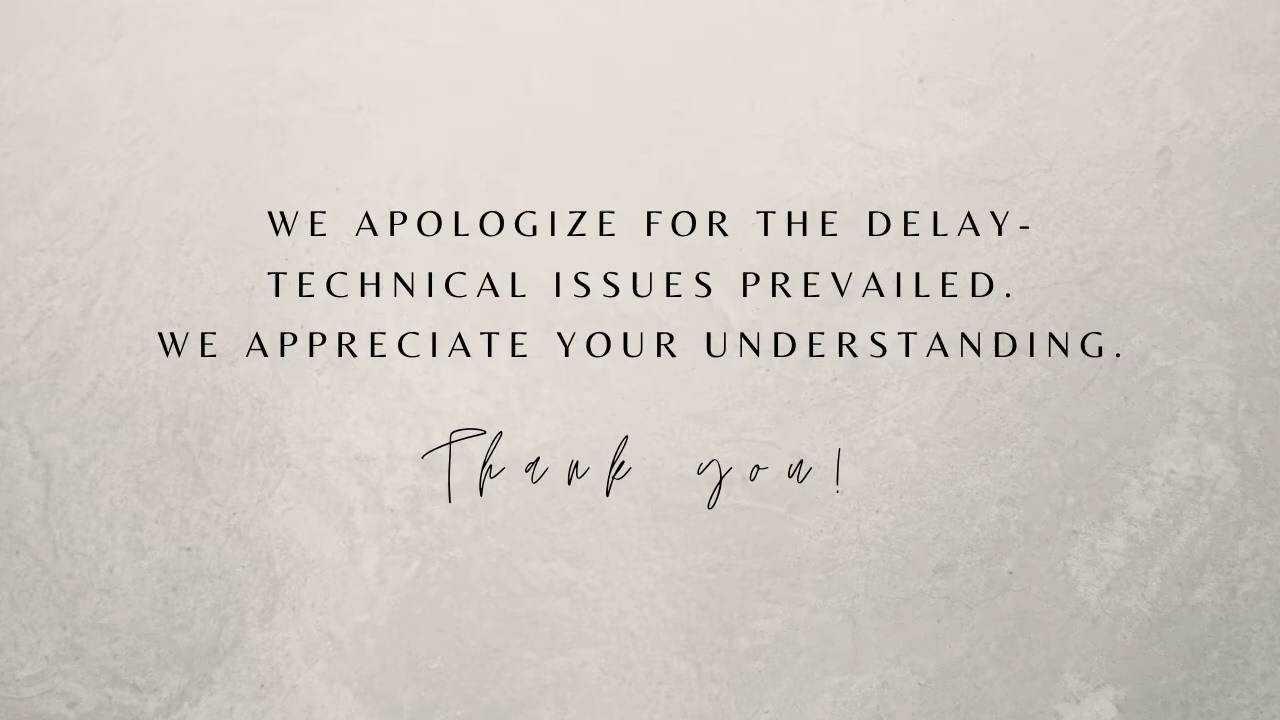 WE APOLOGIZE FOR THE DELAY-
TECHNICAL ISSUES PREVAILED.
WE APPRECIATE YOUR UNDERSTANDING.
Thank you!